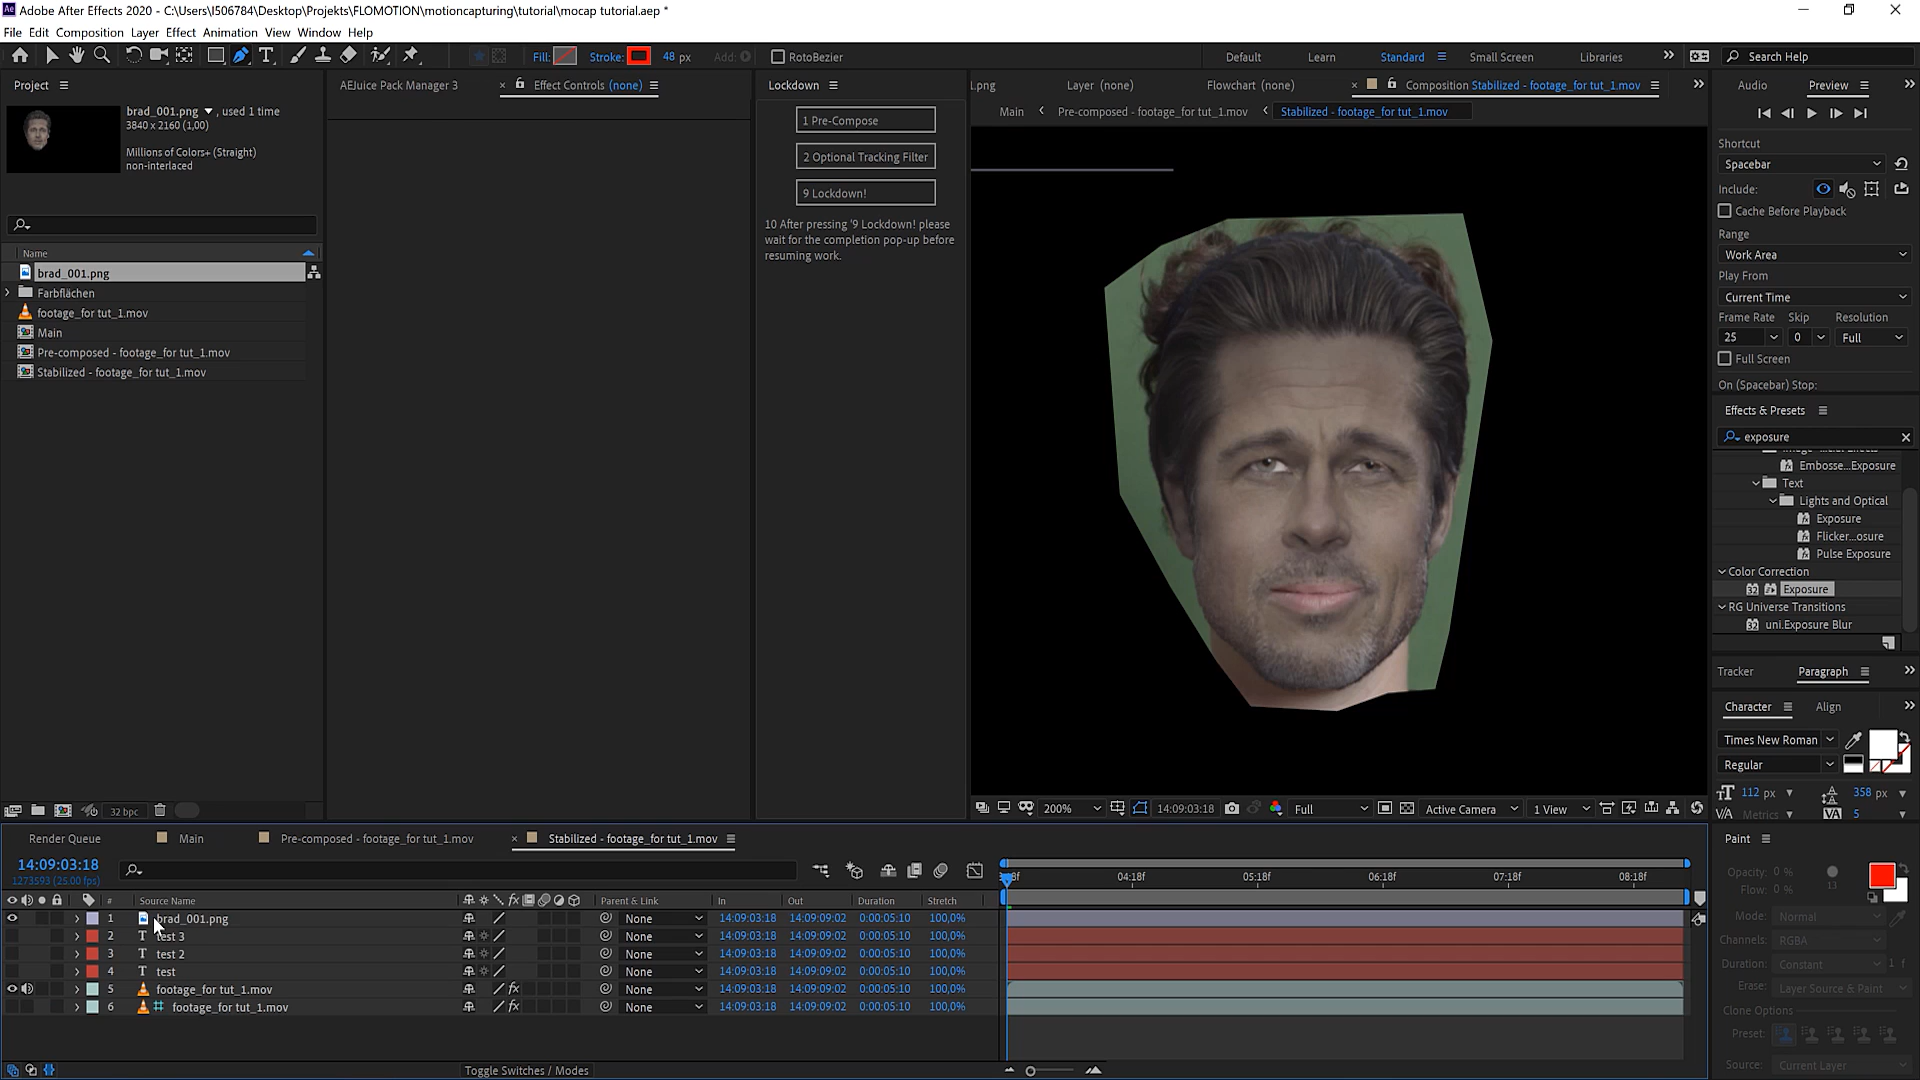 Adobe After Effects 2020 - C:\Users\I506784\Desktop\Projekts\FLOMOTION\motioncapturing\tutorial\mocap tutorial.aep *
File Edit Composition Layer Effect Animation View Window Help
Fill: Stroke: 48 px Add: RotoBezier Default Learn Standard Small Screen Libraries Search Help
Project
brad_001.png , used 1 time
3840 x 2160 (1,00)
Millions of Colors+ (Straight)
non-interlaced
Name
brad_001.png
Farbflächen
footage_for tut_1.mov
Main
Pre-composed - footage_for tut_1.mov
Stabilized - footage_for tut_1.mov
32 bpc
AEJuice Pack Manager 3 Effect Controls (none)
Lockdown
1 Pre-Compose
2 Optional Tracking Filter
9 Lockdown!
10 After pressing '9 Lockdown! please
wait for the completion pop-up before
resuming work.
.png Layer (none) Flowchart (none) Composition Stabilized - footage_for tut_1.mov
Main Pre-composed - footage_for tut_1.mov Stabilized - footage_for tut_1.mov
200% 14:09:03:18 Full Active Camera 1 View
Audio Preview
Shortcut
Spacebar
Include:
Cache Before Playback
Range
Work Area
Play From
Current Time
Frame Rate Skip Resolution
25 0 Full
Full Screen
On (Spacebar) Stop:
Effects & Presets
exposure
Embosse...Exposure
Text
Lights and Optical
Exposure
Flicker...osure
Pulse Exposure
Color Correction
32 Exposure
RG Universe Transitions
32 uni.Exposure Blur
Tracker Paragraph
Character Align
Times New Roman
Regular
112 px 358 px
Metrics 5
Paint
Opacity: 0 %
Flow: 0 % 13
Mode: Normal
Channels: RGBA
Duration: Constant 1 f
Erase: Layer Source & Paint
Clone Options
Preset:
Source: Current Layer
Render Queue Main Pre-composed - footage_for tut_1.mov Stabilized - footage_for tut_1.mov
14:09:03:18
1273593 (25.00 fps)
04:18f 05:18f 06:18f 07:18f 08:18f
# Source Name Parent & Link In Out Duration Stretch
1 brad_001.png None 14:09:03:18 14:09:09:02 0:00:05:10 100,0%
2 test 3 None 14:09:03:18 14:09:09:02 0:00:05:10 100,0%
3 test 2 None 14:09:03:18 14:09:09:02 0:00:05:10 100,0%
4 test None 14:09:03:18 14:09:09:02 0:00:05:10 100,0%
5 footage_for tut_1.mov None 14:09:03:18 14:09:09:02 0:00:05:10 100,0%
6 footage_for tut_1.mov None 14:09:03:18 14:09:09:02 0:00:05:10 100,0%
Toggle Switches / Modes